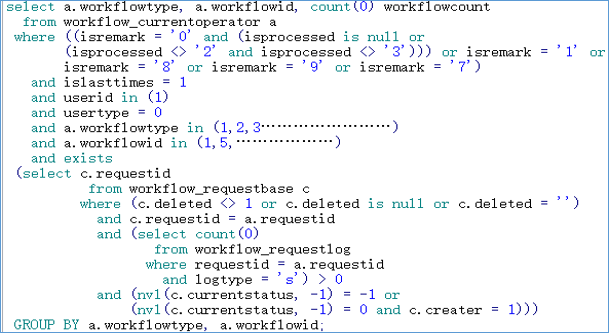 select a.workflowtype, a.workflowid, count(0) workflowcount
from workflow_currentoperator a
where ((isremark = '0' and (isprocessed is null or
(isprocessed <> '2' and isprocessed <> '3'))) or isremark = '1' or
isremark = '8' or isremark = '9' or isremark = '7')
and islasttimes = 1
and userid in (1)
and usertype = 0
and a.workflowtype in (1,2,3……………………)
and a.workflowid in (1,5,………………)
and exists
(select c.requestid
from workflow_requestbase c
where (c.deleted <> 1 or c.deleted is null or c.deleted = '')
and c.requestid = a.requestid
and (select count(0)
from workflow_requestlog
where requestid = a.requestid
and logtype = 's') > 0
and (nvl(c.currentstatus, -1) = -1 or
(nvl(c.currentstatus, -1) = 0 and c.creater = 1)))
GROUP BY a.workflowtype, a.workflowid;